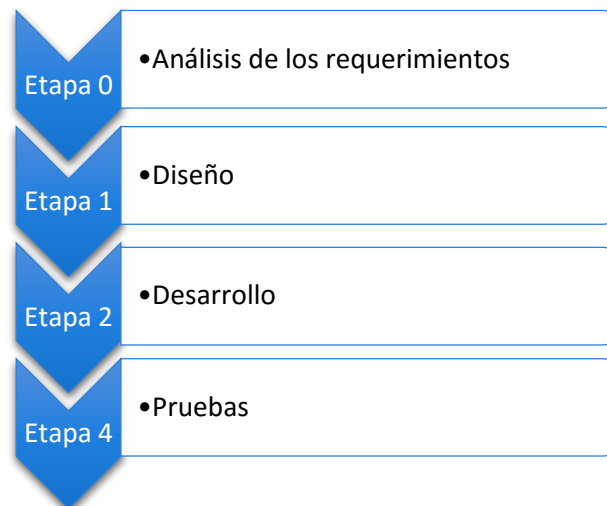 Etapa 0
•Análisis de los requerimientos
Etapa 1
•Diseño
Etapa 2
•Desarrollo
Etapa 4
•Pruebas